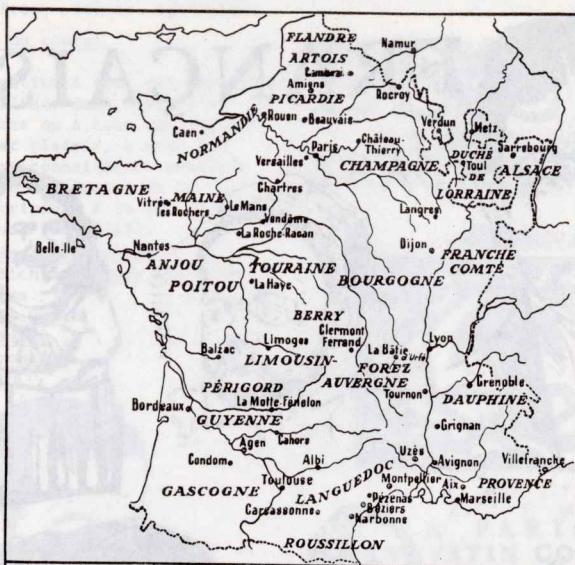 FLANDRE
Namur
ARTOIS
Cambrai
Amiens
PICARDIE
Rocroy
Rouen
Beauvais
Verdun
Metz
Caen
NORMANDIE
Château-
Thierry
Sarrebourg
Versailles
Paris
CHAMPAGNE
DUCHÉ
Toul
DE
ALSACE
LORRAINE
Chartres
BRETAGNE
MAINE
Vitré
les Rochers
Le Mans
Langres
Vendôme
La Roche-Racan
Belle-Ile
Nantes
Dijon
FRANCHE
COMTÉ
ANJOU
TOURAINE
BOURGOGNE
POITOU
La Haye
BERRY
Clermont
Ferrand
Limoges
La Bâtie
Urfé
Lyon
Balzac
LIMOUSIN
FOREZ
AUVERGNE
Grenoble
PÉRIGORD
Tournon
DAUPHINÉ
La Motte-Fénelon
Bordeaux
GUYENNE
Grignan
Cahors
Agen
Uzès
Condom
Albi
Avignon
Villefranche
GASCOGNE
Toulouse
LANGUEDOC
Montpellier
Aix
PROVENCE
Pézenas
Marseille
Carcassonne
Béziers
Narbonne
ROUSSILLON